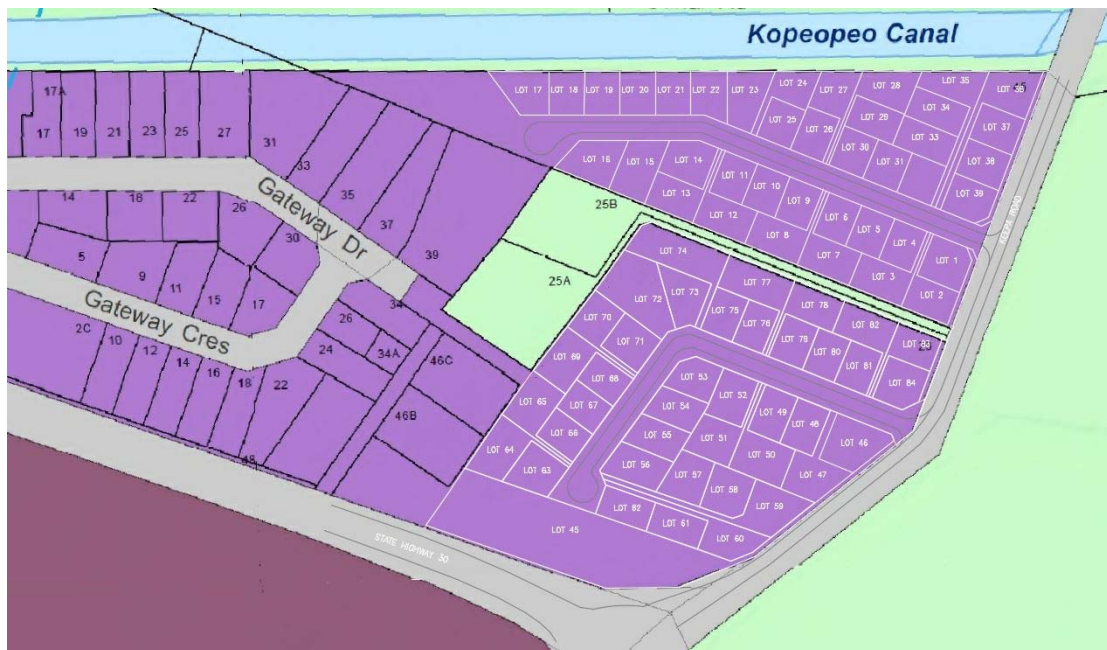 Kopeopeo Canal
17A
17
19
21
23
25
27
31
33
35
37
39
LOT 17
LOT 18
LOT 19
LOT 20
LOT 21
LOT 22
LOT 23
LOT 24
LOT 27
LOT 28
LOT 35
LOT 36
LOT 25
LOT 26
LOT 29
LOT 34
LOT 37
LOT 30
LOT 31
LOT 33
LOT 38
LOT 39
LOT 16
LOT 15
LOT 14
LOT 13
LOT 11
LOT 10
LOT 9
LOT 12
LOT 8
LOT 6
LOT 5
LOT 4
LOT 7
LOT 3
LOT 1
LOT 2
KEEPA ROAD
14
18
22
26
30
Gateway Dr
5
9
11
15
17
Gateway Cres
2C
10
12
14
16
18
22
24
26
34
34A
46C
46B
48
25B
25A
LOT 74
LOT 77
LOT 78
LOT 82
LOT 83
LOT 72
LOT 73
LOT 75
LOT 76
LOT 79
LOT 80
LOT 81
LOT 84
LOT 70
LOT 71
LOT 69
LOT 68
LOT 65
LOT 67
LOT 66
LOT 64
LOT 63
LOT 53
LOT 52
LOT 54
LOT 55
LOT 51
LOT 49
LOT 48
LOT 46
LOT 50
LOT 47
LOT 56
LOT 57
LOT 58
LOT 59
LOT 62
LOT 61
LOT 60
LOT 45
STATE HIGHWAY 30